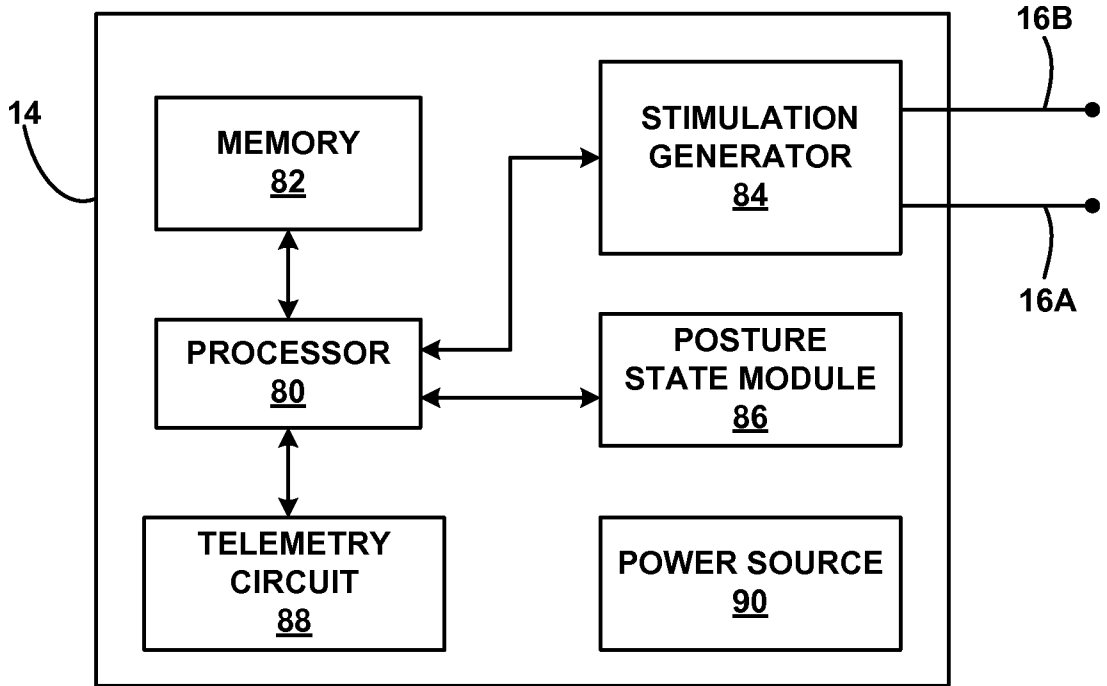 16B
14
MEMORY
82
STIMULATION
GENERATOR
84
16A
PROCESSOR
80
POSTURE
STATE MODULE
86
TELEMETRY
CIRCUIT
88
POWER SOURCE
90